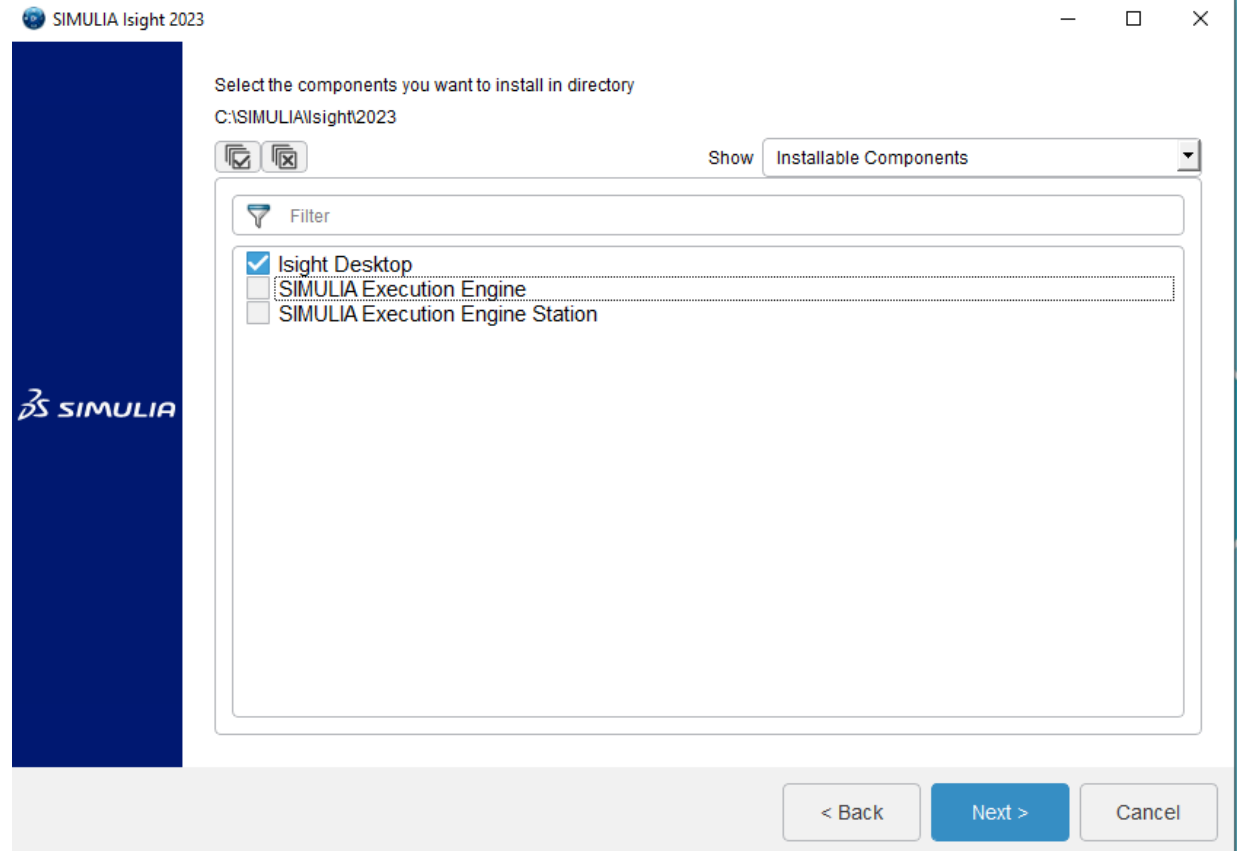 SIMULIA Isight 2023
Select the components you want to install in directory
C:\SIMULIA\Isight\2023
Show Installable Components
Filter
Isight Desktop
SIMULIA Execution Engine
SIMULIA Execution Engine Station
3S SIMULIA
< Back Next > Cancel